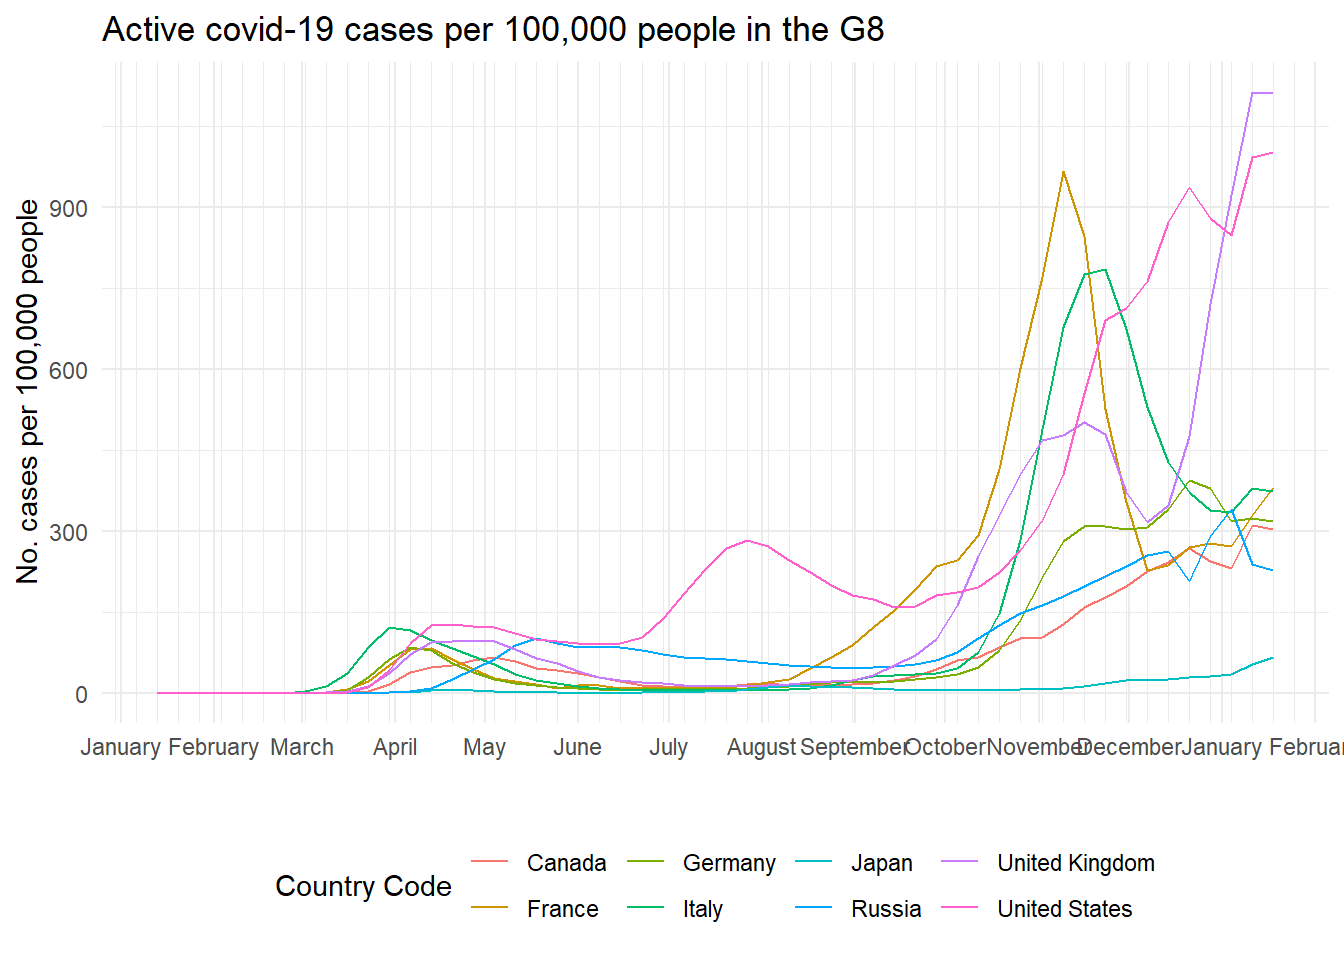 Active covid-19 cases per 100,000 people in the G8
No. cases per 100,000 people
900
600
300
0
January February March April May June July August September October November December January Februar
Country Code
Canada Germany Japan United Kingdom
France Italy Russia United States